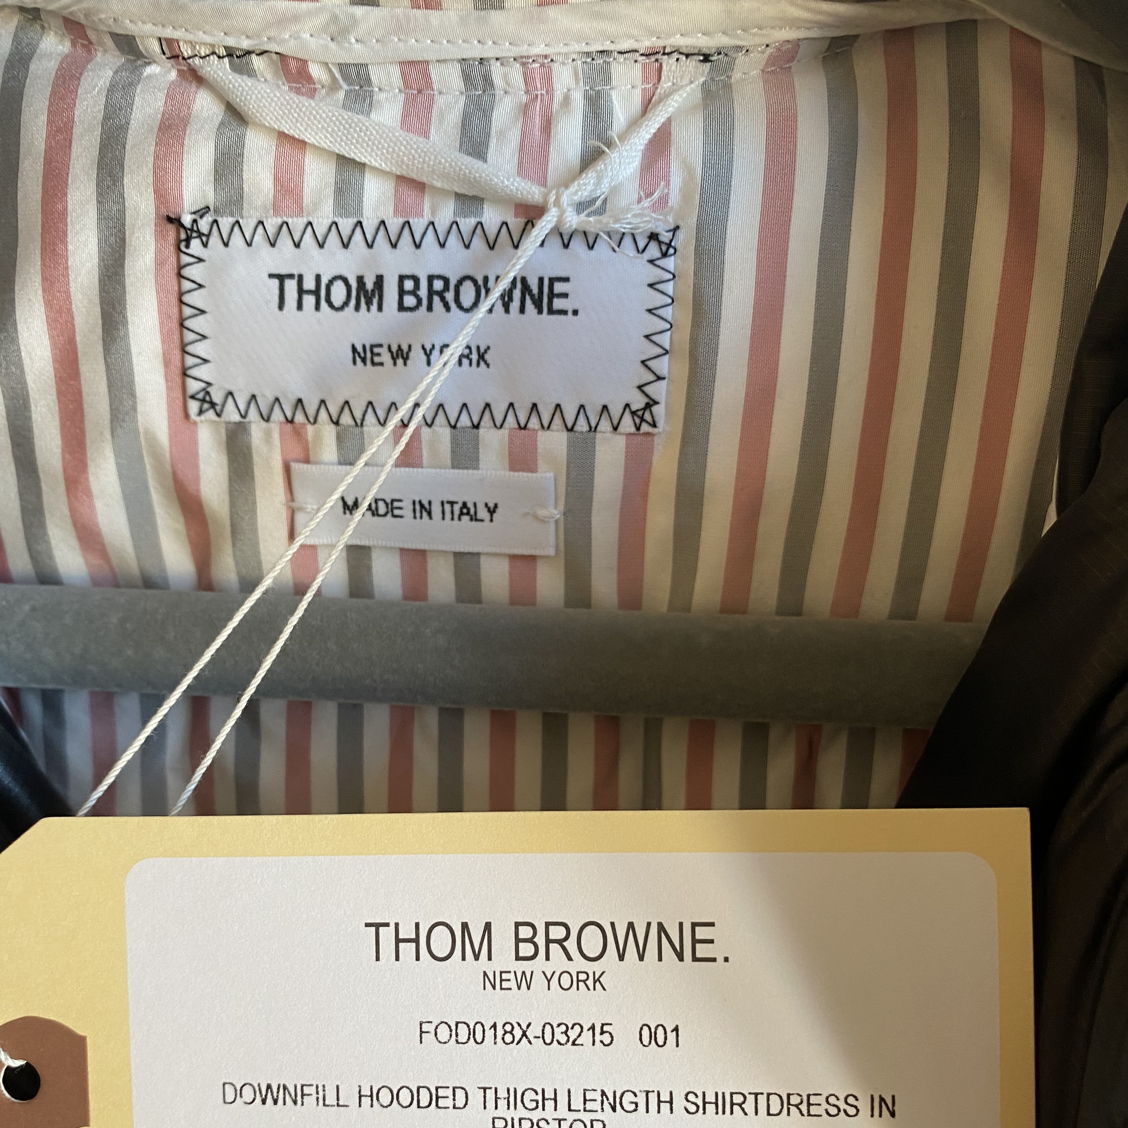 THOM BROWNE.
NEW YORK
MADE IN ITALY
THOM BROWNE.
NEW YORK
FOD018X-03215 001
DOWNFILL HOODED THIGH LENGTH SHIRTDRESS IN
RIPSTOP